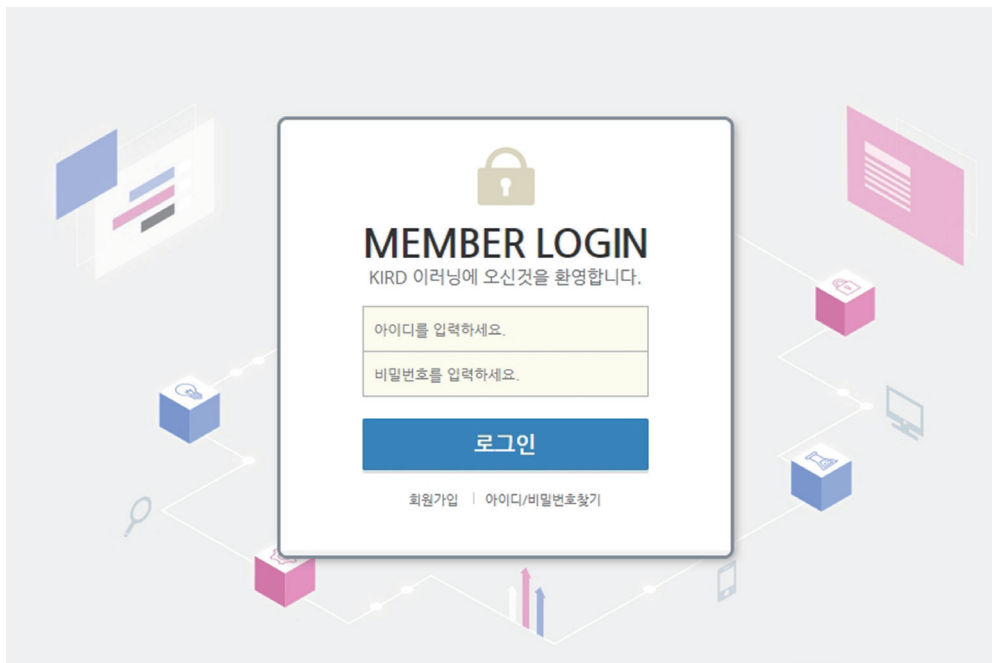 MEMBER LOGIN
KIRD 이러닝에 오신것을 환영합니다.
아이디를 입력하세요.
비밀번호를 입력하세요.
로그인
회원가입 | 아이디/비밀번호찾기